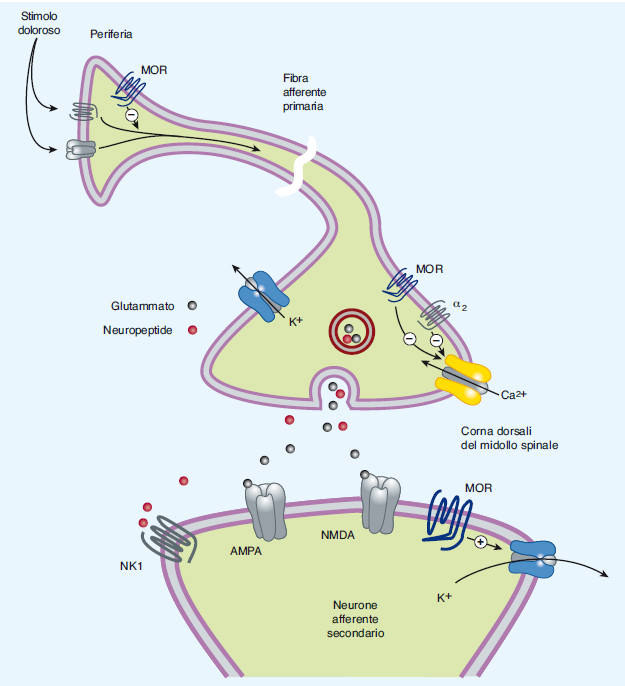 Stimolo
doloroso
Periferia
MOR
−
Fibra
afferente
primaria
MOR
α2
−
−
Glutammato
Neuropeptide
K+
Ca2+
Corna dorsali
del midollo spinale
MOR
NMDA
AMPA
NK1
+
K+
Neurone
afferente
secondario